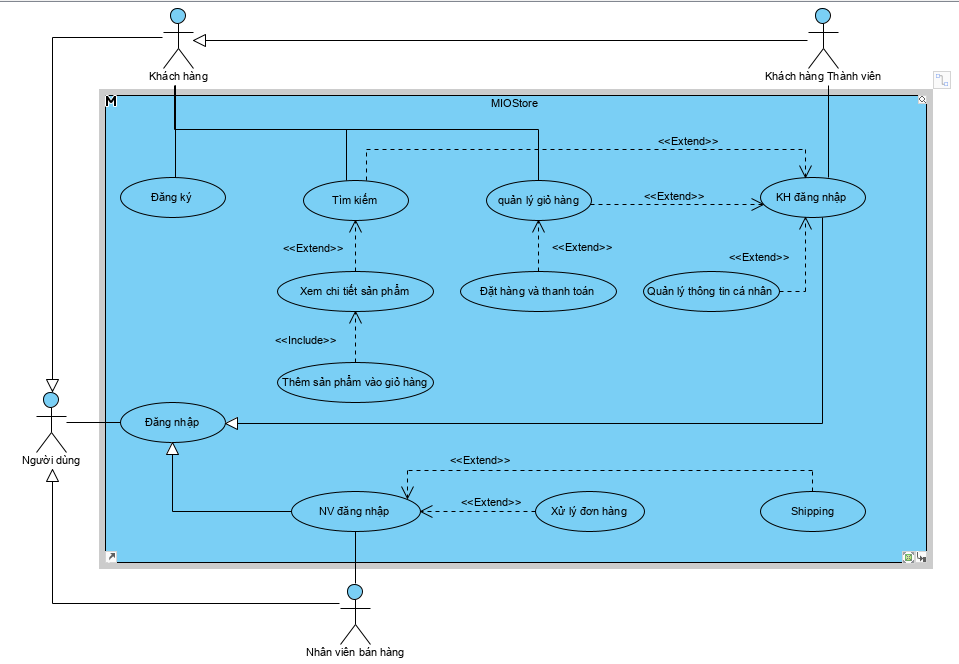 Khách hàng
Khách hàng Thành viên
M
MIOStore
<<Extend>>
Đăng ký
Tìm kiếm
quản lý giỏ hàng
<<Extend>>
KH đăng nhập
<<Extend>>
<<Extend>>
<<Extend>>
Xem chi tiết sản phẩm
Đặt hàng và thanh toán
Quản lý thông tin cá nhân
<<Include>>
Thêm sản phẩm vào giỏ hàng
Đăng nhập
Người dùng
<<Extend>>
NV đăng nhập
<<Extend>>
Xử lý đơn hàng
Shipping
Nhân viên bán hàng